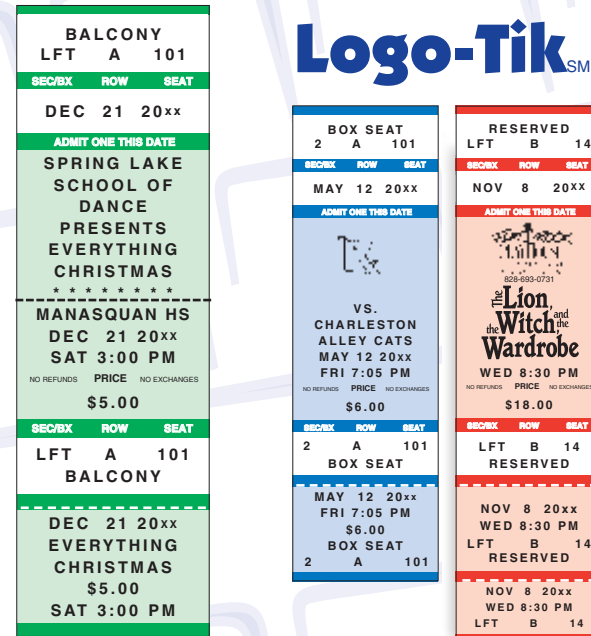 BALCONY
LFT A 101
SEC/BX ROW SEAT
DEC 21 20xx
ADMIT ONE THIS DATE
SPRING LAKE
SCHOOL OF
DANCE
PRESENTS
EVERYTHING
CHRISTMAS
* * * * * * * *
MANASQUAN HS
DEC 21 20xx
SAT 3:00 PM
NO REFUNDS PRICE NO EXCHANGES
$5.00
SEC/BX ROW SEAT
LFT A 101
BALCONY
DEC 21 20xx
EVERYTHING
CHRISTMAS
$5.00
SAT 3:00 PM
Logo-Tik SM
BOX SEAT
2 A 101
SEC/BX ROW SEAT
MAY 12 20xx
ADMIT ONE THIS DATE
VS.
CHARLESTON
ALLEY CATS
MAY 12 20xx
FRI 7:05 PM
NO REFUNDS PRICE NO EXCHANGES
$6.00
SEC/BX ROW SEAT
2 A 101
BOX SEAT
MAY 12 20xx
FRI 7:05 PM
$6.00
BOX SEAT
2 A 101
RESERVED
LFT B 14
SEC/BX ROW SEAT
NOV 8 20xx
ADMIT ONE THIS DATE
828-693-0731
The Lion, and
the Witch the
Wardrobe
WED 8:30 PM
NO REFUNDS PRICE NO EXCHANGES
$18.00
SEC/BX ROW SEAT
LFT B 14
RESERVED
NOV 8 20xx
WED 8:30 PM
LFT B 14
RESERVED
NOV 8 20xx
WED 8:30 PM
LFT B 14